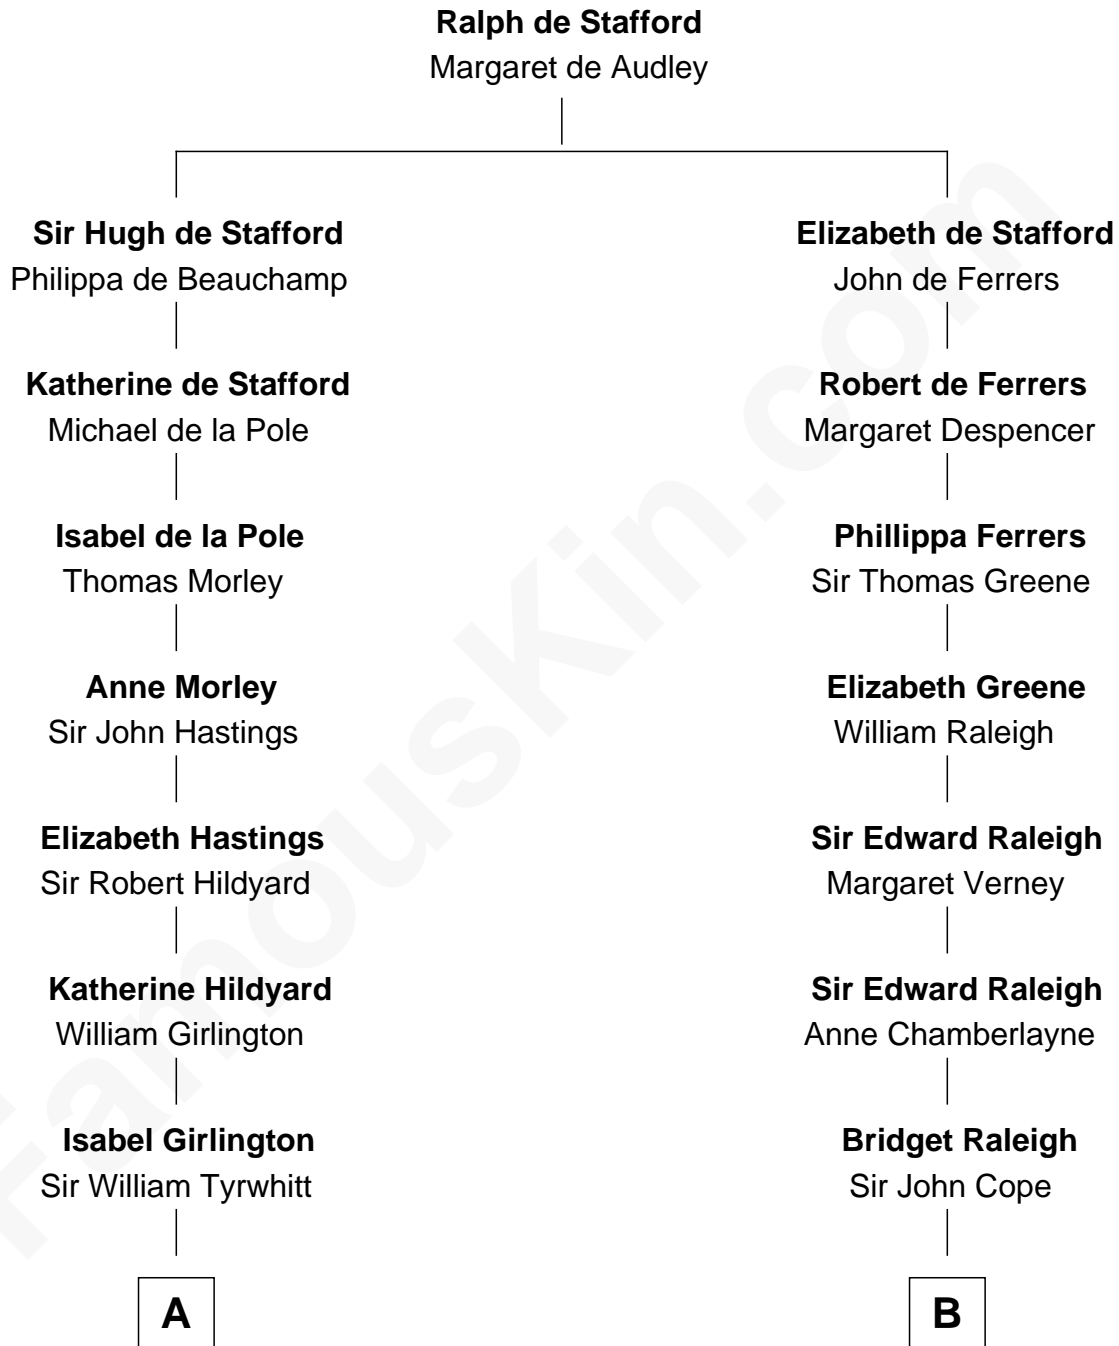 Ralph de Stafford
Margaret de Audley
Sir Hugh de Stafford
Philippa de Beauchamp
Katherine de Stafford
Michael de la Pole
Isabel de la Pole
Thomas Morley
Anne Morley
Sir John Hastings
Elizabeth Hastings
Sir Robert Hildyard
Katherine Hildyard
William Girlington
Isabel Girlington
Sir William Tyrwhitt
A
Elizabeth de Stafford
John de Ferrers
Robert de Ferrers
Margaret Despencer
Phillippa Ferrers
Sir Thomas Greene
Elizabeth Greene
William Raleigh
Sir Edward Raleigh
Margaret Verney
Sir Edward Raleigh
Anne Chamberlayne
Bridget Raleigh
Sir John Cope
B
FamousKin.com